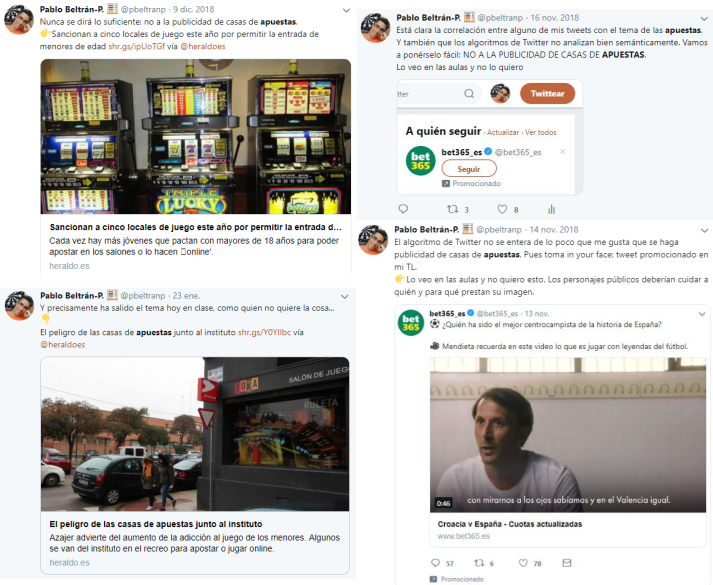 Pablo Beltrán-P. @pbeltranp · 9 dic. 2018
Nunca se dirá lo suficiente: no a la publicidad de casas de apuestas.
Sancionan a cinco locales de juego este año por permitir la entrada de
menores de edad shr.gs/ipUoTGf vía @heraldoes
TRIPLE
LUCKY
Sancionan a cinco locales de juego este año por permitir la entrada d...
Cada vez hay más jóvenes que pactan con mayores de 18 años para poder
apostar en los salones o lo hacen online'.
heraldo.es
Pablo Beltrán-P. @pbeltranp · 23 ene.
Y precisamente ha salido el tema hoy en clase, como quien no quiere la cosa...
El peligro de las casas de apuestas junto al instituto shr.gs/Y0YIlbc vía
@heraldoes
SALÓN DE JUEGO
RULETA
El peligro de las casas de apuestas junto al instituto
Azajer advierte del aumento de la adicción al juego de los menores. Algunos
se van del instituto en el recreo para apostar o jugar online.
heraldo.es
Pablo Beltrán-P. @pbeltranp · 16 nov. 2018
Está clara la correlación entre alguno de mis tweets con el tema de las apuestas.
Y también que los algoritmos de Twitter no analizan bien semánticamente. Vamos
a ponérselo fácil: NO A LA PUBLICIDAD DE CASAS DE APUESTAS.
Lo veo en las aulas y no lo quiero
tter
Twittear
A quién seguir · Actualizar · Ver todos
bet365
bet365_es @bet365_es
Seguir
Promocionado
3 8
Pablo Beltrán-P. @pbeltranp · 14 nov. 2018
El algoritmo de Twitter no se entera de lo poco que me gusta que se haga
publicidad de casas de apuestas. Pues toma in your face: tweet promocionado en
mi TL.
Lo veo en las aulas y no quiero esto. Los personajes públicos deberían cuidar a
quién y para qué prestan su imagen.
bet365
bet365_es @bet365_es · 13 nov.
¿Quién ha sido el mejor centrocampista de la historia de España?
Mendieta recuerda en este video lo que es jugar con leyendas del fútbol.
con mirarnos a los ojos sabíamos y en el Valencia igual.
0:46
Croacia v España - Cuotas actualizadas
www.bet365.es
57 6 78
Promocionado